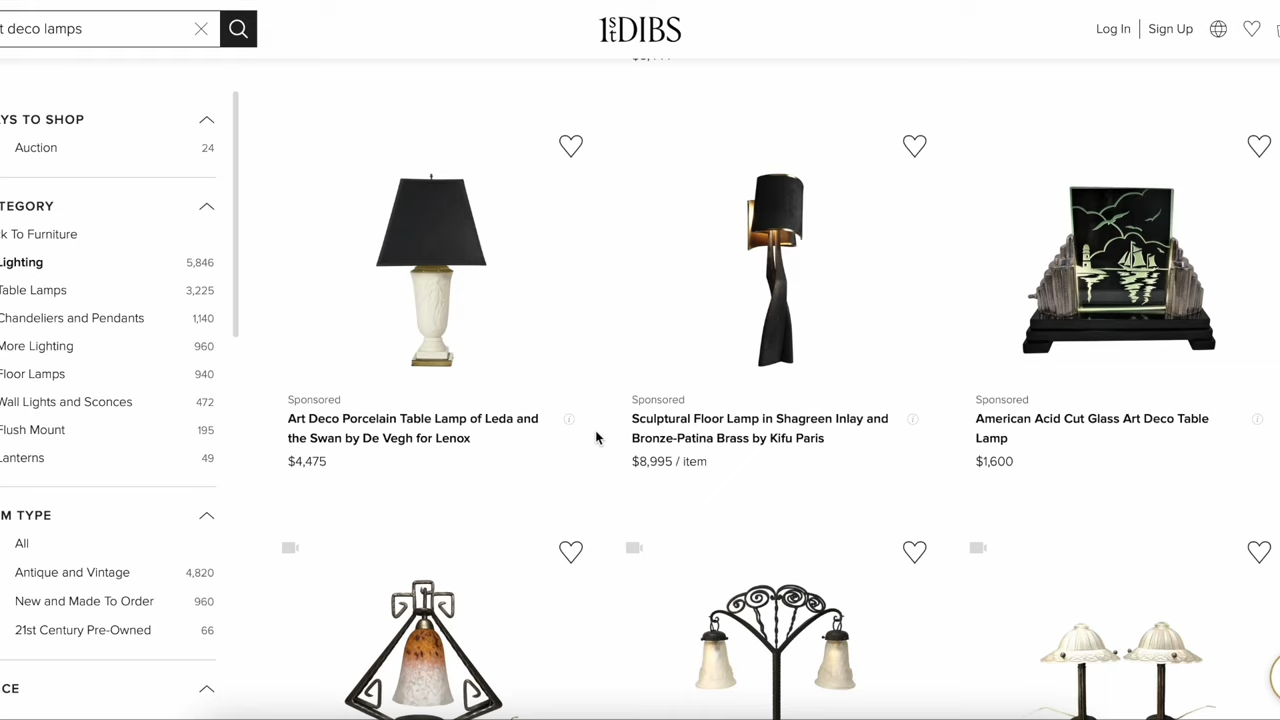 t deco lamps
1stDIBS
Log In
Sign Up
YS TO SHOP
Auction 24
TEGORY
k To Furniture
Lighting 5,846
Table Lamps 3,225
Chandeliers and Pendants 1,140
More Lighting 960
Floor Lamps 940
Wall Lights and Sconces 472
Flush Mount 195
Lanterns 49
M TYPE
All
Antique and Vintage 4,820
New and Made To Order 960
21st Century Pre-Owned 66
CE
Sponsored
Art Deco Porcelain Table Lamp of Leda and
the Swan by De Vegh for Lenox
$4,475
Sponsored
Sculptural Floor Lamp in Shagreen Inlay and
Bronze-Patina Brass by Kifu Paris
$8,995 / item
Sponsored
American Acid Cut Glass Art Deco Table
Lamp
$1,600